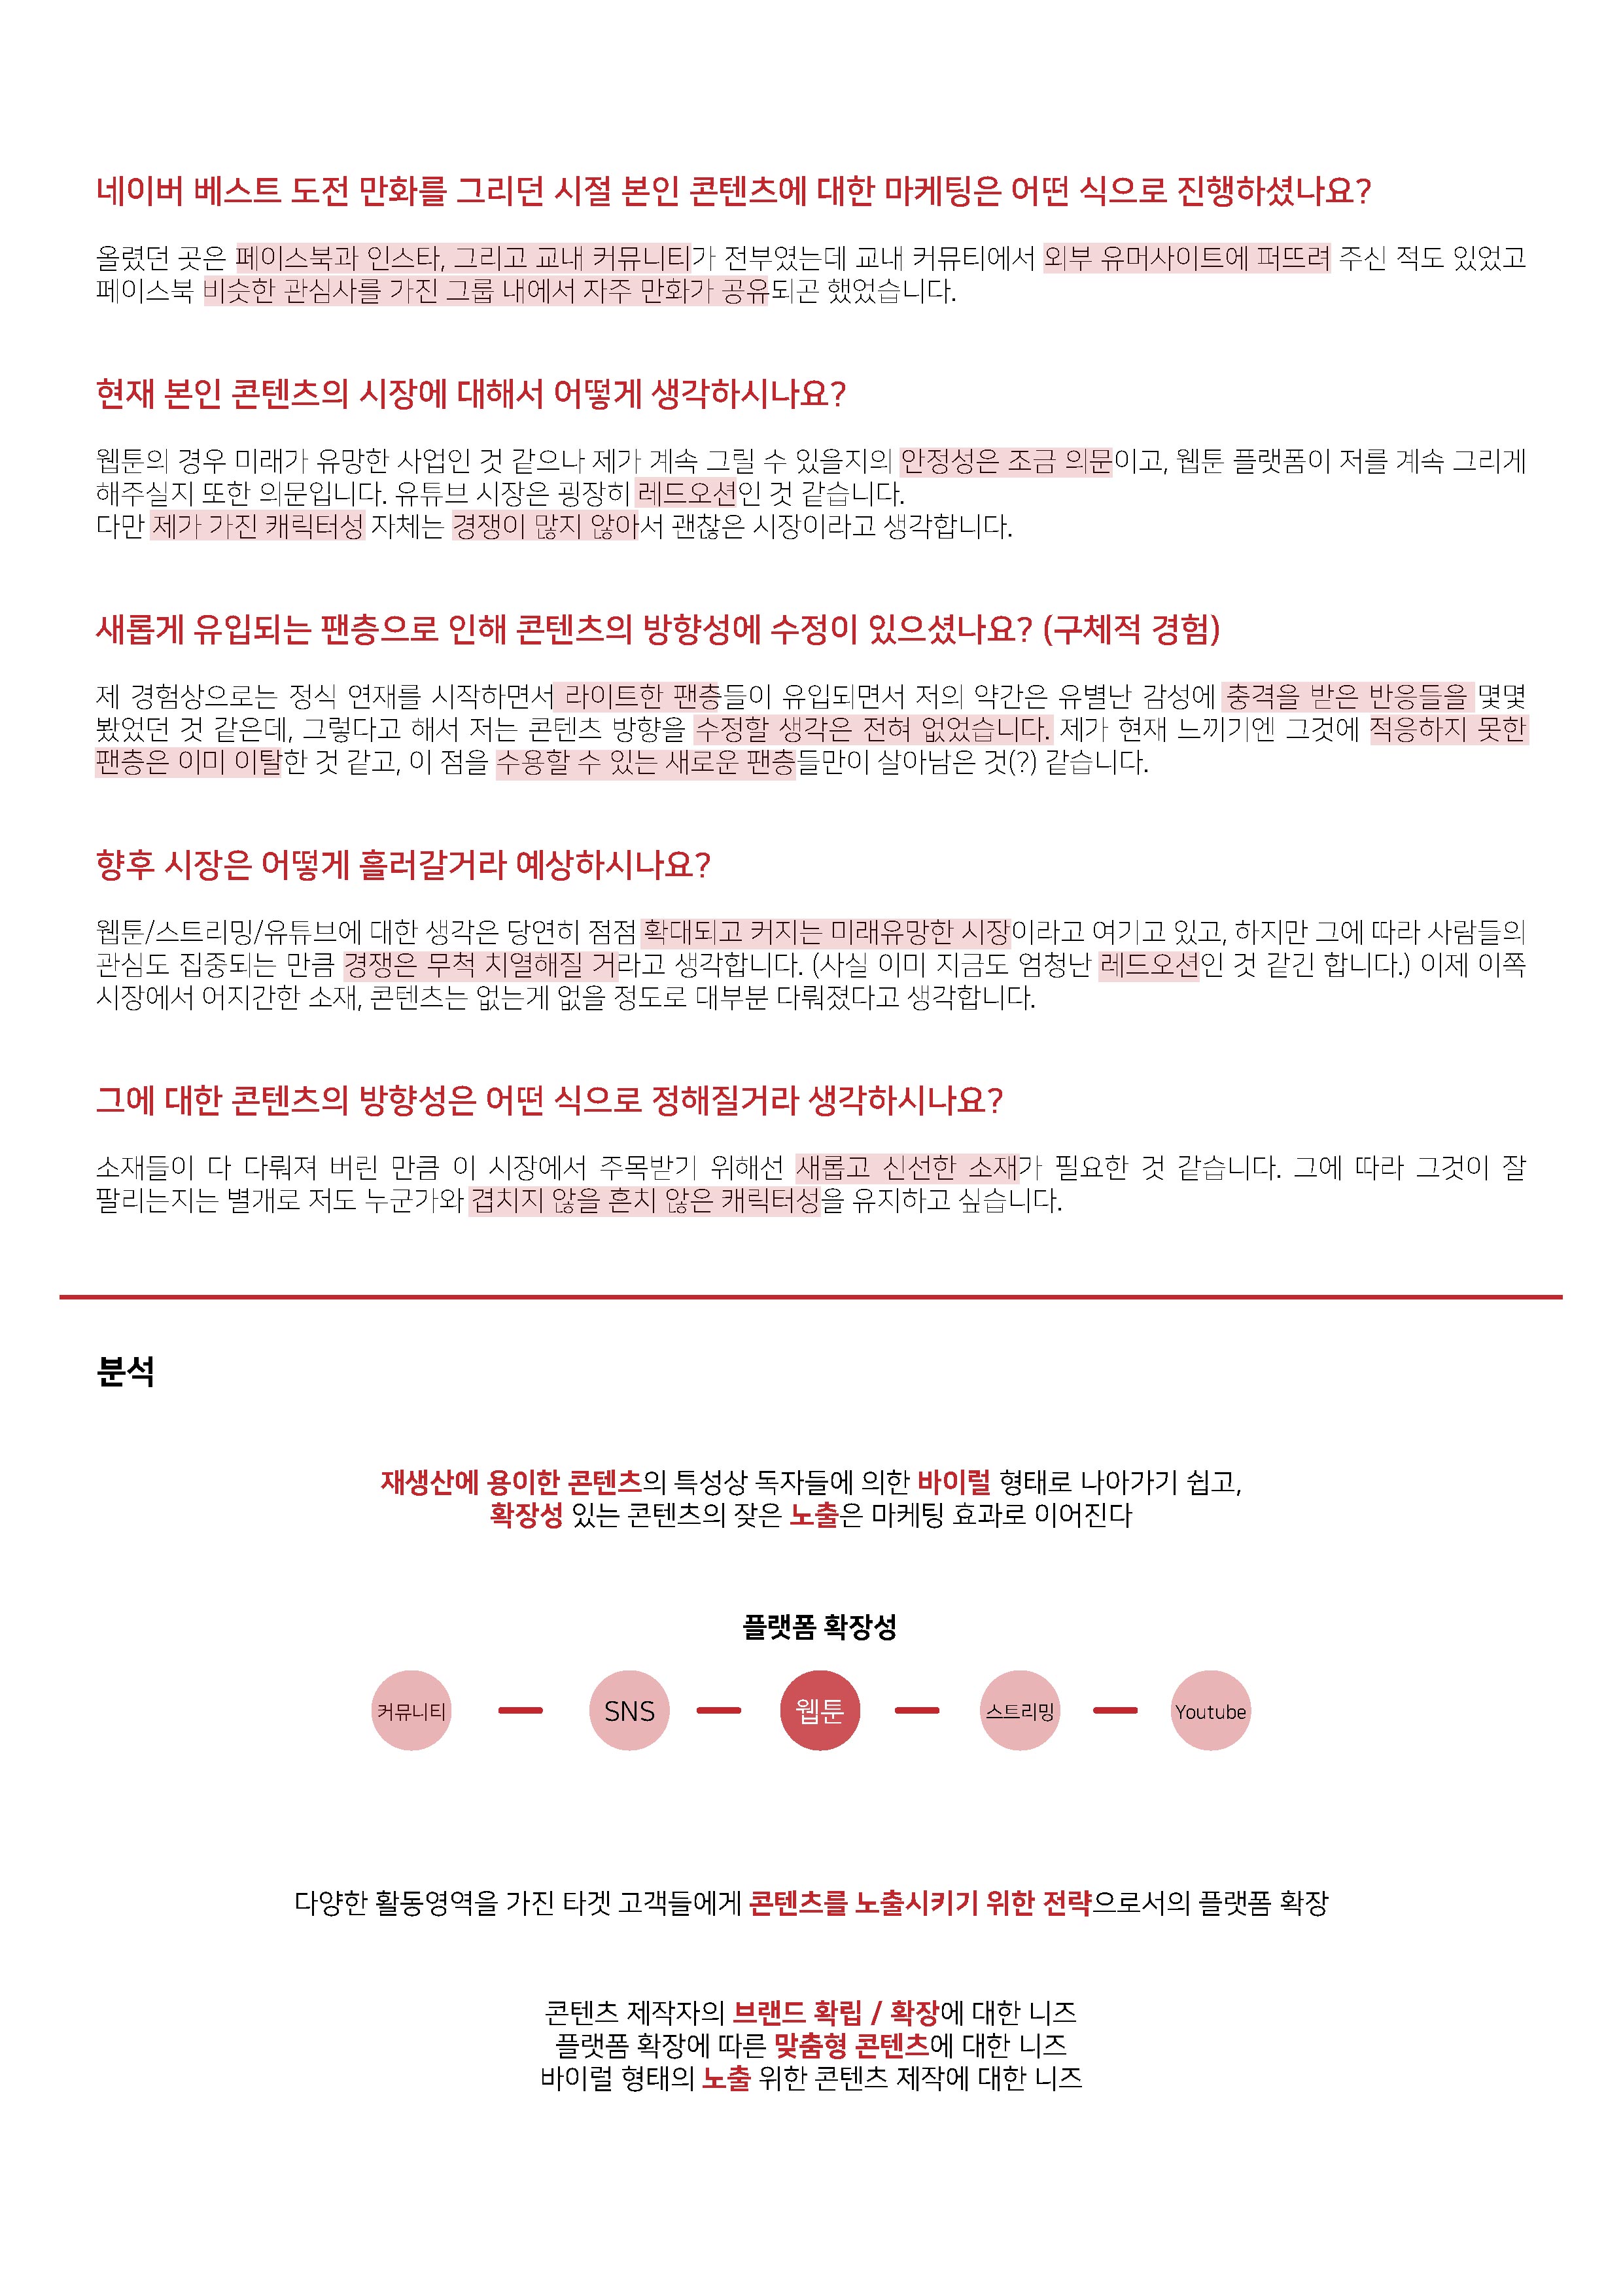 네이버 베스트 도전 만화를 그리던 시절 본인 콘텐츠에 대한 마케팅은 어떤 식으로 진행하셨나요?
올렸던 곳은 페이스북과 인스타, 그리고 교내 커뮤니티가 전부였는데 교내 커뮤티에서 외부 유머사이트에 퍼뜨려 주신 적도 있었고
페이스북 비슷한 관심사를 가진 그룹 내에서 자주 만화가 공유되곤 했었습니다.
현재 본인 콘텐츠의 시장에 대해서 어떻게 생각하시나요?
웹툰의 경우 미래가 유망한 사업인 것 같으나 제가 계속 그릴 수 있을지의 안정성은 조금 의문이고, 웹툰 플랫폼이 저를 계속 그리게
해주실지 또한 의문입니다. 유튜브 시장은 굉장히 레드오션인 것 같습니다.
다만 제가 가진 캐릭터성 자체는 경쟁이 많지 않아서 괜찮은 시장이라고 생각합니다.
새롭게 유입되는 팬층으로 인해 콘텐츠의 방향성에 수정이 있으셨나요? (구체적 경험)
제 경험상으로는 정식 연재를 시작하면서 라이트한 팬층들이 유입되면서 저의 약간은 유별난 감성에 충격을 받은 반응들을 몇몇
봤었던 것 같은데, 그렇다고 해서 저는 콘텐츠 방향을 수정할 생각은 전혀 없었습니다. 제가 현재 느끼기엔 그것에 적응하지 못한
팬층은 이미 이탈한 것 같고, 이 점을 수용할 수 있는 새로운 팬층들만이 살아남은 것(?) 같습니다.
향후 시장은 어떻게 흘러갈거라 예상하시나요?
웹툰/스트리밍/유튜브에 대한 생각은 당연히 점점 확대되고 커지는 미래유망한 시장이라고 여기고 있고, 하지만 그에 따라 사람들의
관심도 집중되는 만큼 경쟁은 무척 치열해질 거라고 생각합니다. (사실 이미 지금도 엄청난 레드오션인 것 같긴 합니다.) 이제 이쪽
시장에서 어지간한 소재, 콘텐츠는 없는게 없을 정도로 대부분 다뤄졌다고 생각합니다.
그에 대한 콘텐츠의 방향성은 어떤 식으로 정해질거라 생각하시나요?
소재들이 다 다뤄져 버린 만큼 이 시장에서 주목받기 위해선 새롭고 신선한 소재가 필요한 것 같습니다. 그에 따라 그것이 잘
팔리는지는 별개로 저도 누군가와 겹치지 않을 흔치 않은 캐릭터성을 유지하고 싶습니다.
분석
재생산에 용이한 콘텐츠의 특성상 독자들에 의한 바이럴 형태로 나아가기 쉽고,
확장성 있는 콘텐츠의 잦은 노출은 마케팅 효과로 이어진다
플랫폼 확장성
커뮤니티 SNS 웹툰 스트리밍 Youtube
다양한 활동영역을 가진 타겟 고객들에게 콘텐츠를 노출시키기 위한 전략으로서의 플랫폼 확장
콘텐츠 제작자의 브랜드 확립 / 확장에 대한 니즈
플랫폼 확장에 따른 맞춤형 콘텐츠에 대한 니즈
바이럴 형태의 노출 위한 콘텐츠 제작에 대한 니즈